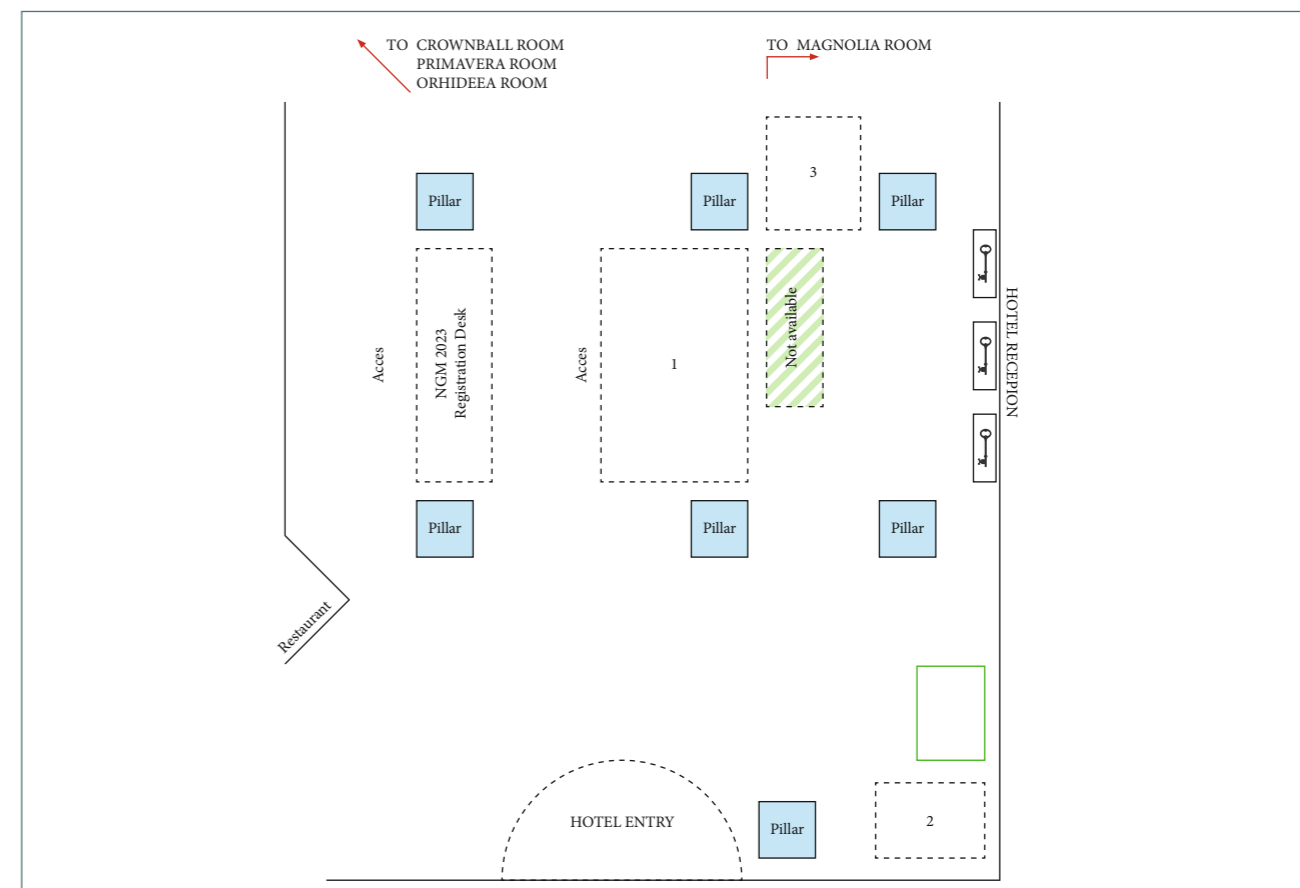 TO CROWNBALL ROOM
PRIMAVERA ROOM
ORHIDEEA ROOM
TO MAGNOLIA ROOM
3
Pillar
Pillar
Pillar
Acces
NGM 2023
Registration Desk
Acces
1
Not available
HOTEL RECEPION
Pillar
Pillar
Pillar
Restaurant
HOTEL ENTRY
Pillar
2